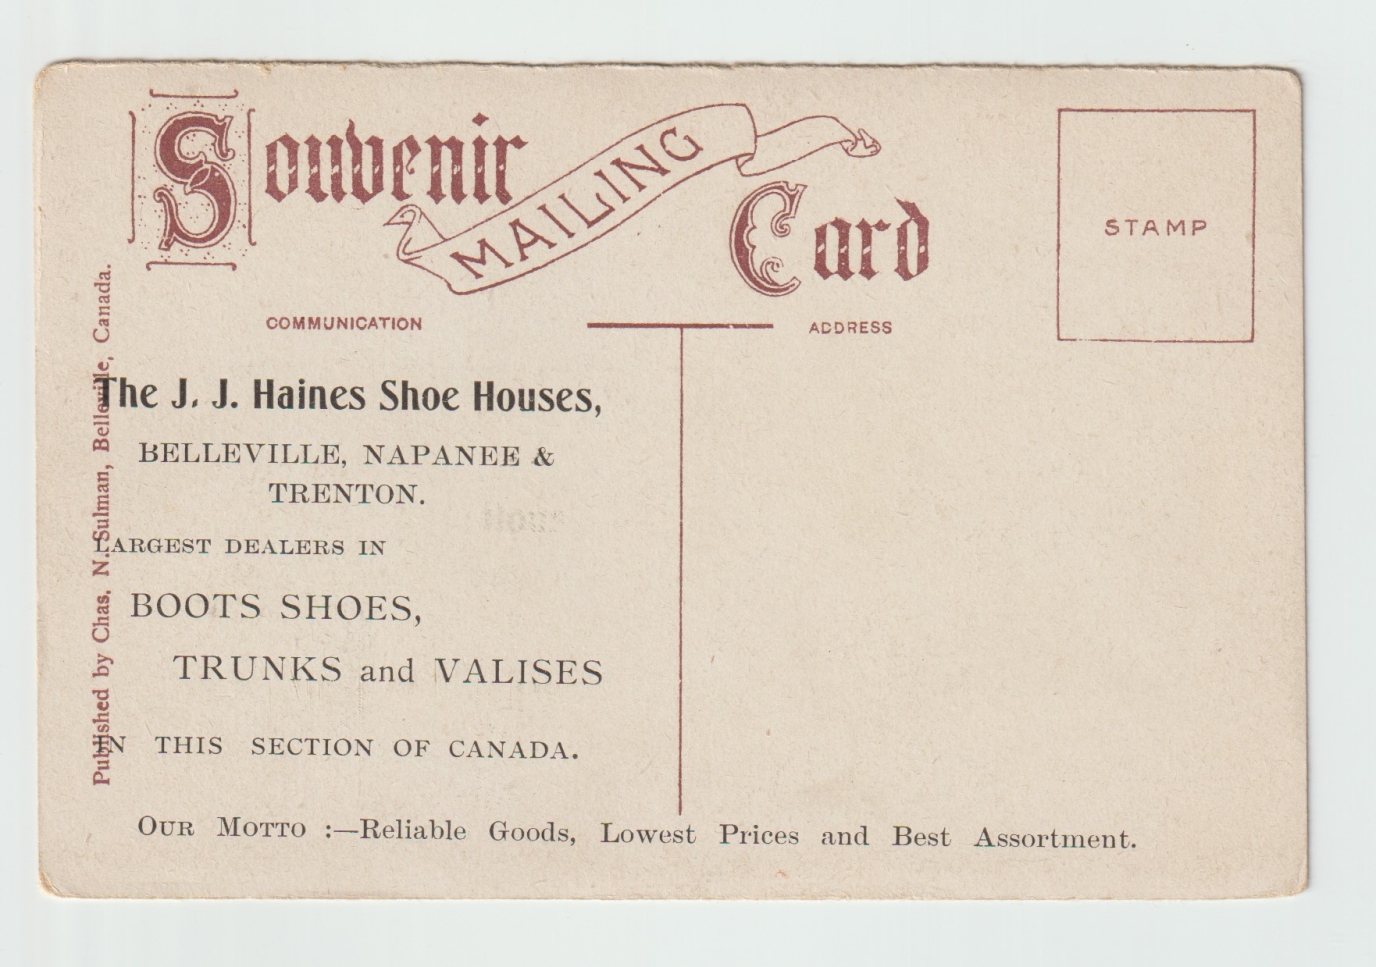 Souvenir MAILING Card
STAMP
COMMUNICATION
ADDRESS
Published by Chas. N. Sulman, Belleville, Canada.
The J. J. Haines Shoe Houses,
BELLEVILLE, NAPANEE &
TRENTON.
LARGEST DEALERS IN
BOOTS SHOES,
TRUNKS and VALISES
IN THIS SECTION OF CANADA.
OUR MOTTO :—Reliable Goods, Lowest Prices and Best Assortment.